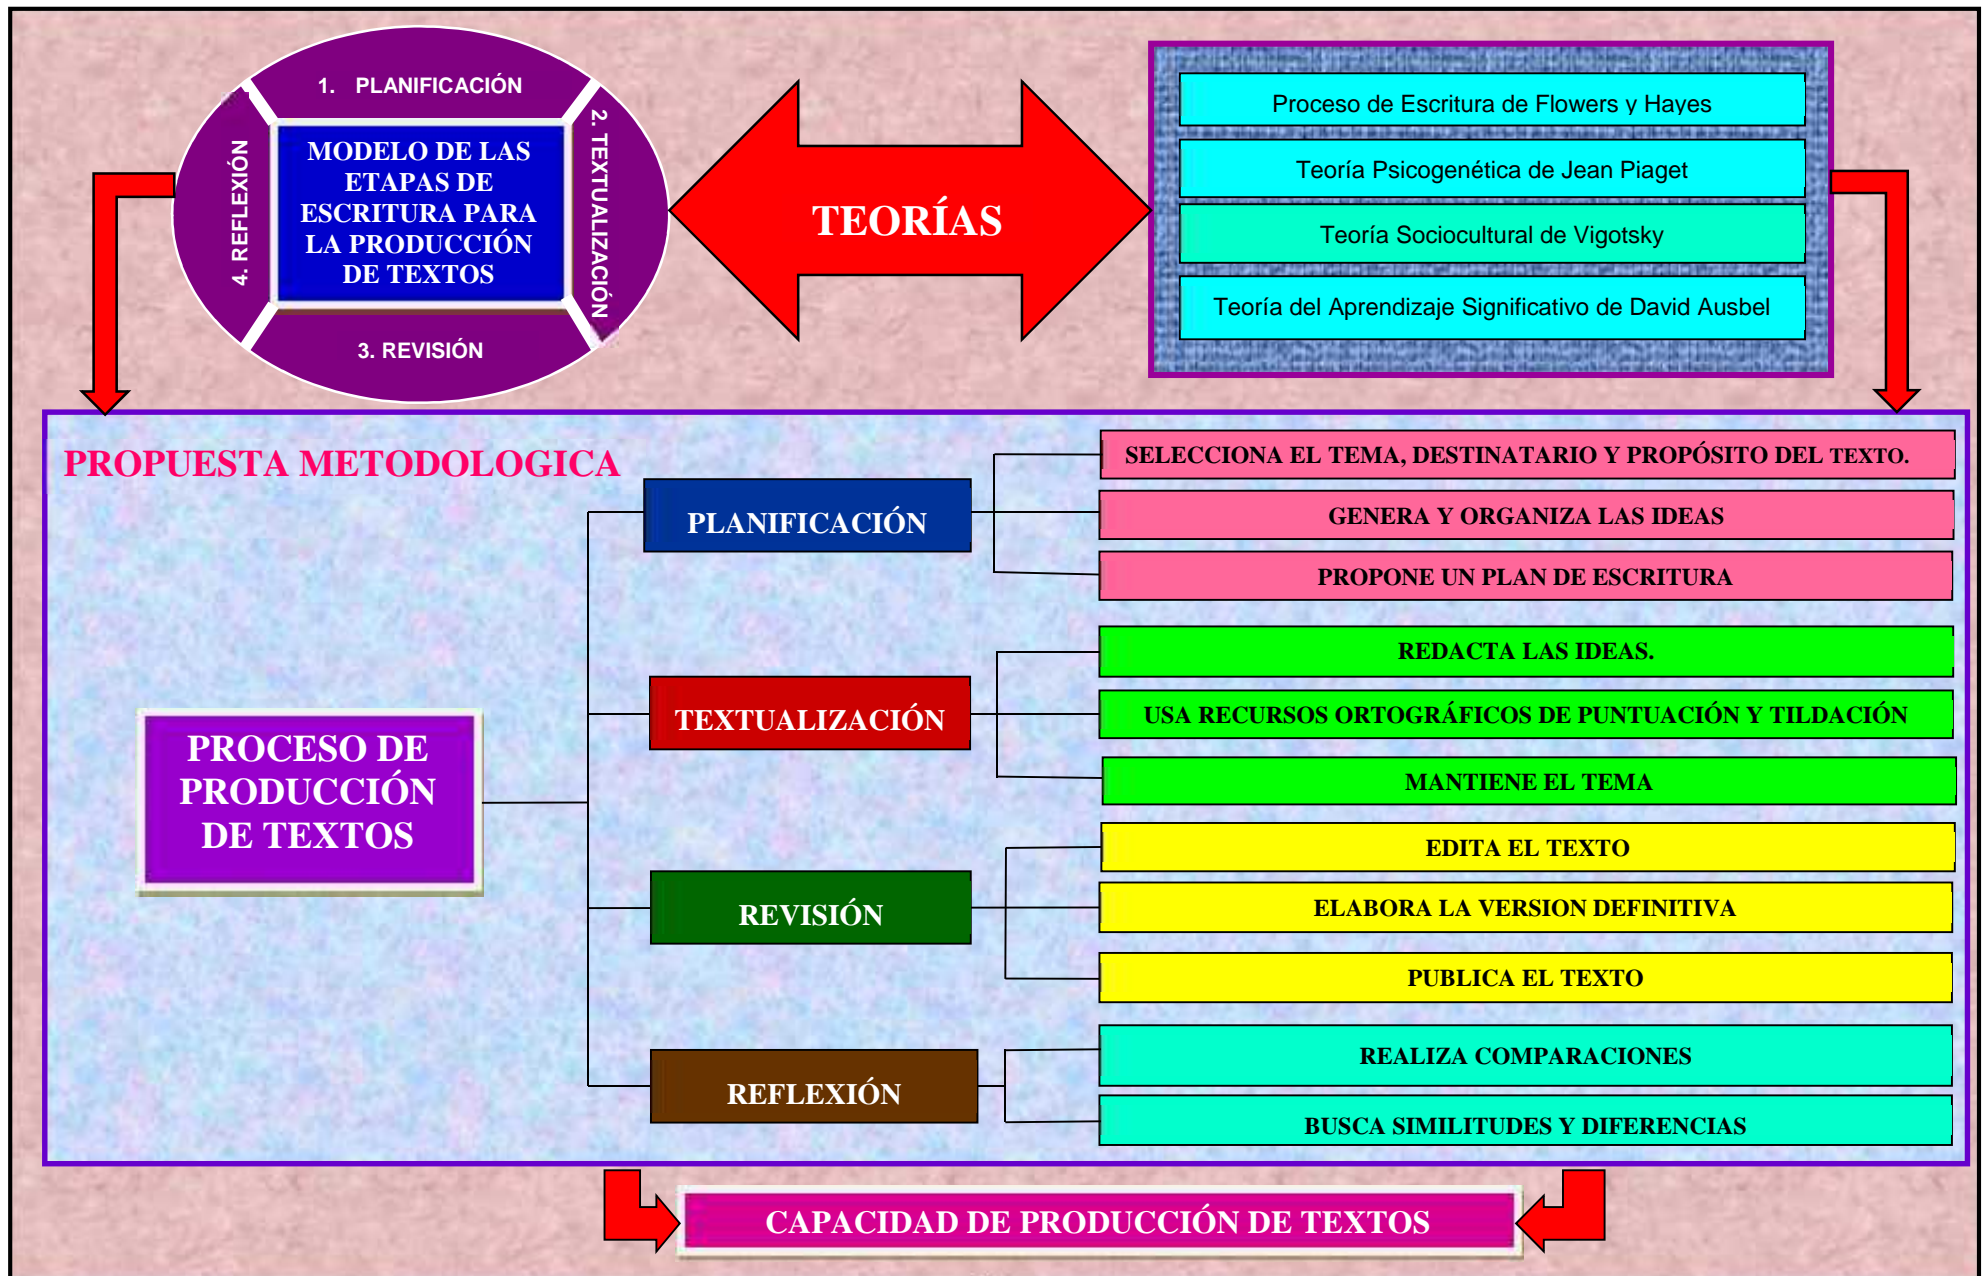 1. PLANIFICACIÓN
2. TEXTUALIZACIÓN
MODELO DE LAS
ETAPAS DE
ESCRITURA PARA
LA PRODUCCIÓN
DE TEXTOS
3. REVISIÓN
4. REFLEXIÓN
TEORÍAS
Proceso de Escritura de Flowers y Hayes
Teoría Psicogenética de Jean Piaget
Teoría Sociocultural de Vigotsky
Teoría del Aprendizaje Significativo de David Ausbel
PROPUESTA METODOLOGICA
PROCESO DE
PRODUCCIÓN
DE TEXTOS
PLANIFICACIÓN
SELECCIONA EL TEMA, DESTINATARIO Y PROPÓSITO DEL TEXTO.
GENERA Y ORGANIZA LAS IDEAS
PROPONE UN PLAN DE ESCRITURA
TEXTUALIZACIÓN
REDACTA LAS IDEAS.
USA RECURSOS ORTOGRÁFICOS DE PUNTUACIÓN Y TILDACIÓN
MANTIENE EL TEMA
REVISIÓN
EDITA EL TEXTO
ELABORA LA VERSION DEFINITIVA
PUBLICA EL TEXTO
REFLEXIÓN
REALIZA COMPARACIONES
BUSCA SIMILITUDES Y DIFERENCIAS
CAPACIDAD DE PRODUCCIÓN DE TEXTOS